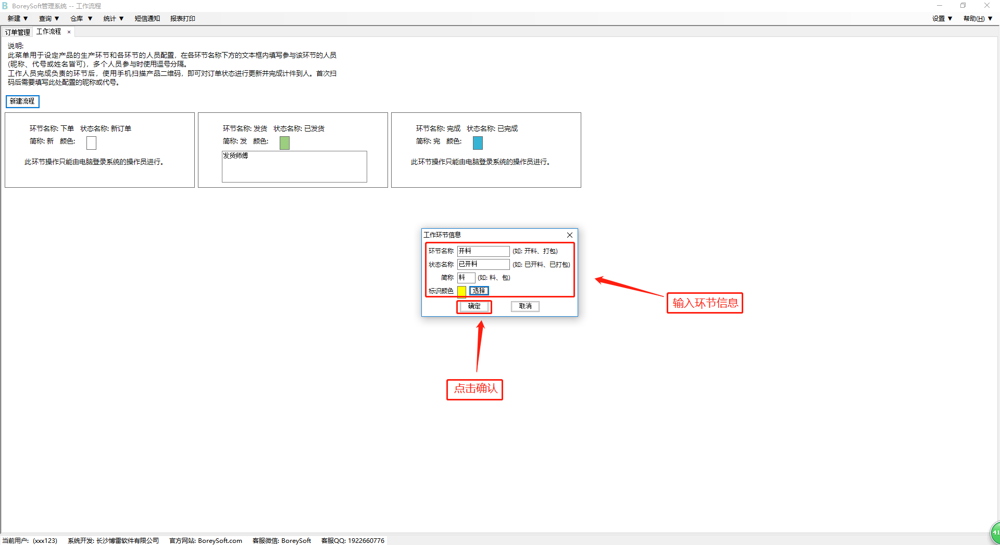 BoreySoft管理系统 -- 工作流程
新建 ▼ 查询 ▼ 仓库 ▼ 统计 ▼ 短信通知 报表打印 设置 ▼ 帮助(H) ▼
订单管理 工作流程 ×
说明:
此菜单用于设定产品的生产环节和各环节的人员配置，在各环节名称下方的文本框内填写参与该环节的人员
(昵称、代号或姓名皆可)，多个人员参与时使用逗号分隔。
工作人员完成负责的环节后，使用手机扫描产品二维码，即可对订单状态进行更新并完成计件到人。首次扫
码后需要填写此处配置的昵称或代号。
新建流程
环节名称: 下单 状态名称: 新订单
简称: 新 颜色:
此环节操作只能由电脑登录系统的操作员进行。
环节名称: 发货 状态名称: 已发货
简称: 发 颜色:
发货师傅
环节名称: 完成 状态名称: 已完成
简称: 完 颜色:
此环节操作只能由电脑登录系统的操作员进行。
工作环节信息
环节名称 开料 (如: 开料、打包)
状态名称 已开料 (如: 已开料、已打包)
简称 料 (如: 料、包)
标识颜色 选择
确定 取消
输入环节信息
点击确认
41
当前用户: (xxx123) 系统开发: 长沙博雷软件有限公司 官方网站: BoreySoft.com 客服微信: BoreySoft 客服QQ: 1922660776